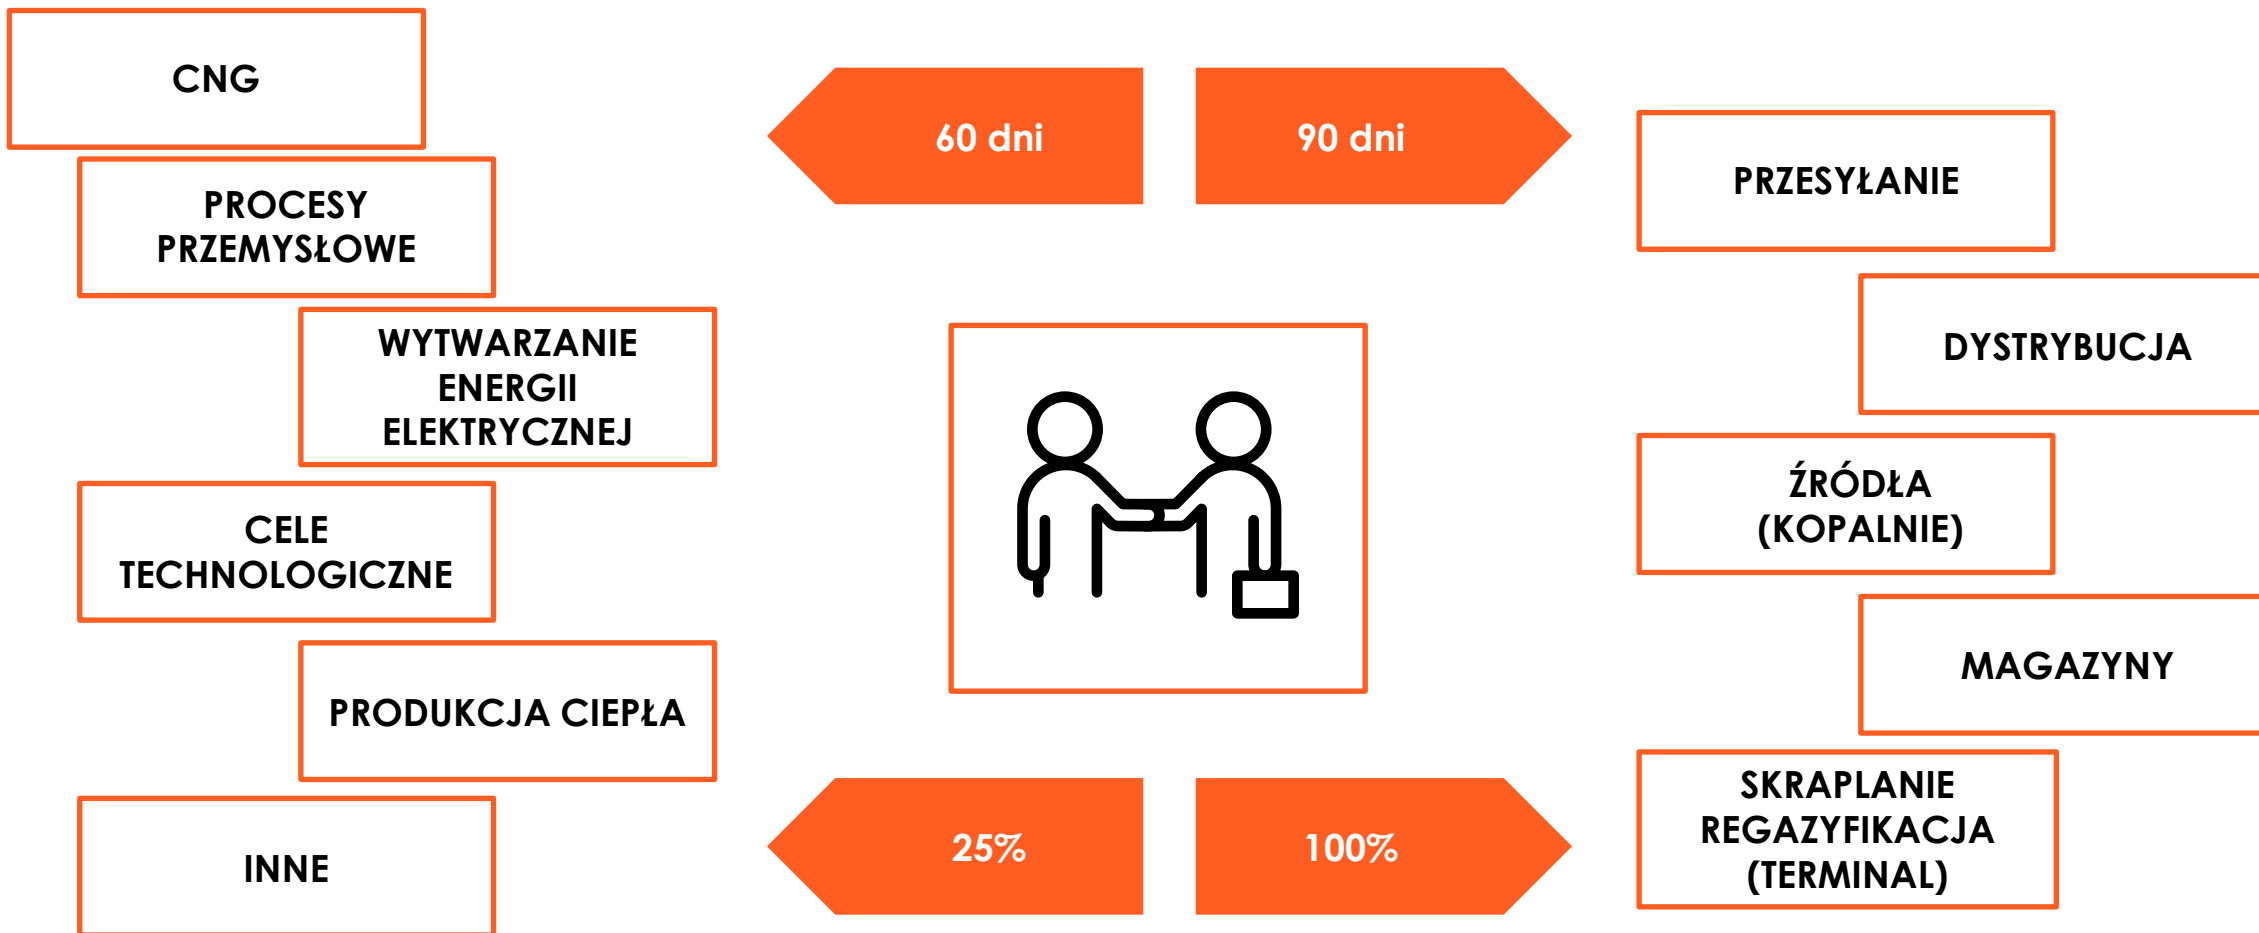 CNG
PROCESY
PRZEMYSŁOWE
WYTWARZANIE
ENERGII
ELEKTRYCZNEJ
CELE
TECHNOLOGICZNE
PRODUKCJA CIEPŁA
INNE
60 dni
90 dni
25%
100%
PRZESYŁANIE
DYSTRYBUCJA
ŹRÓDŁA
(KOPALNIE)
MAGAZYNY
SKRAPLANIE
REGAZYFIKACJA
(TERMINAL)